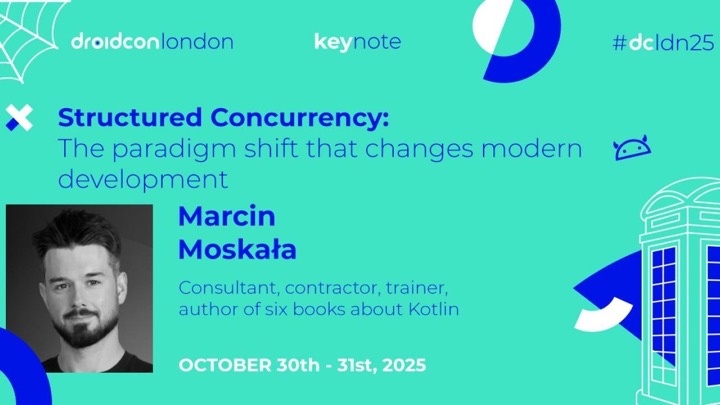 droidconlondon
keynote
#dcldn25
Structured Concurrency:
The paradigm shift that changes modern
development
Marcin
Moskała
Consultant, contractor, trainer,
author of six books about Kotlin
OCTOBER 30th - 31st, 2025